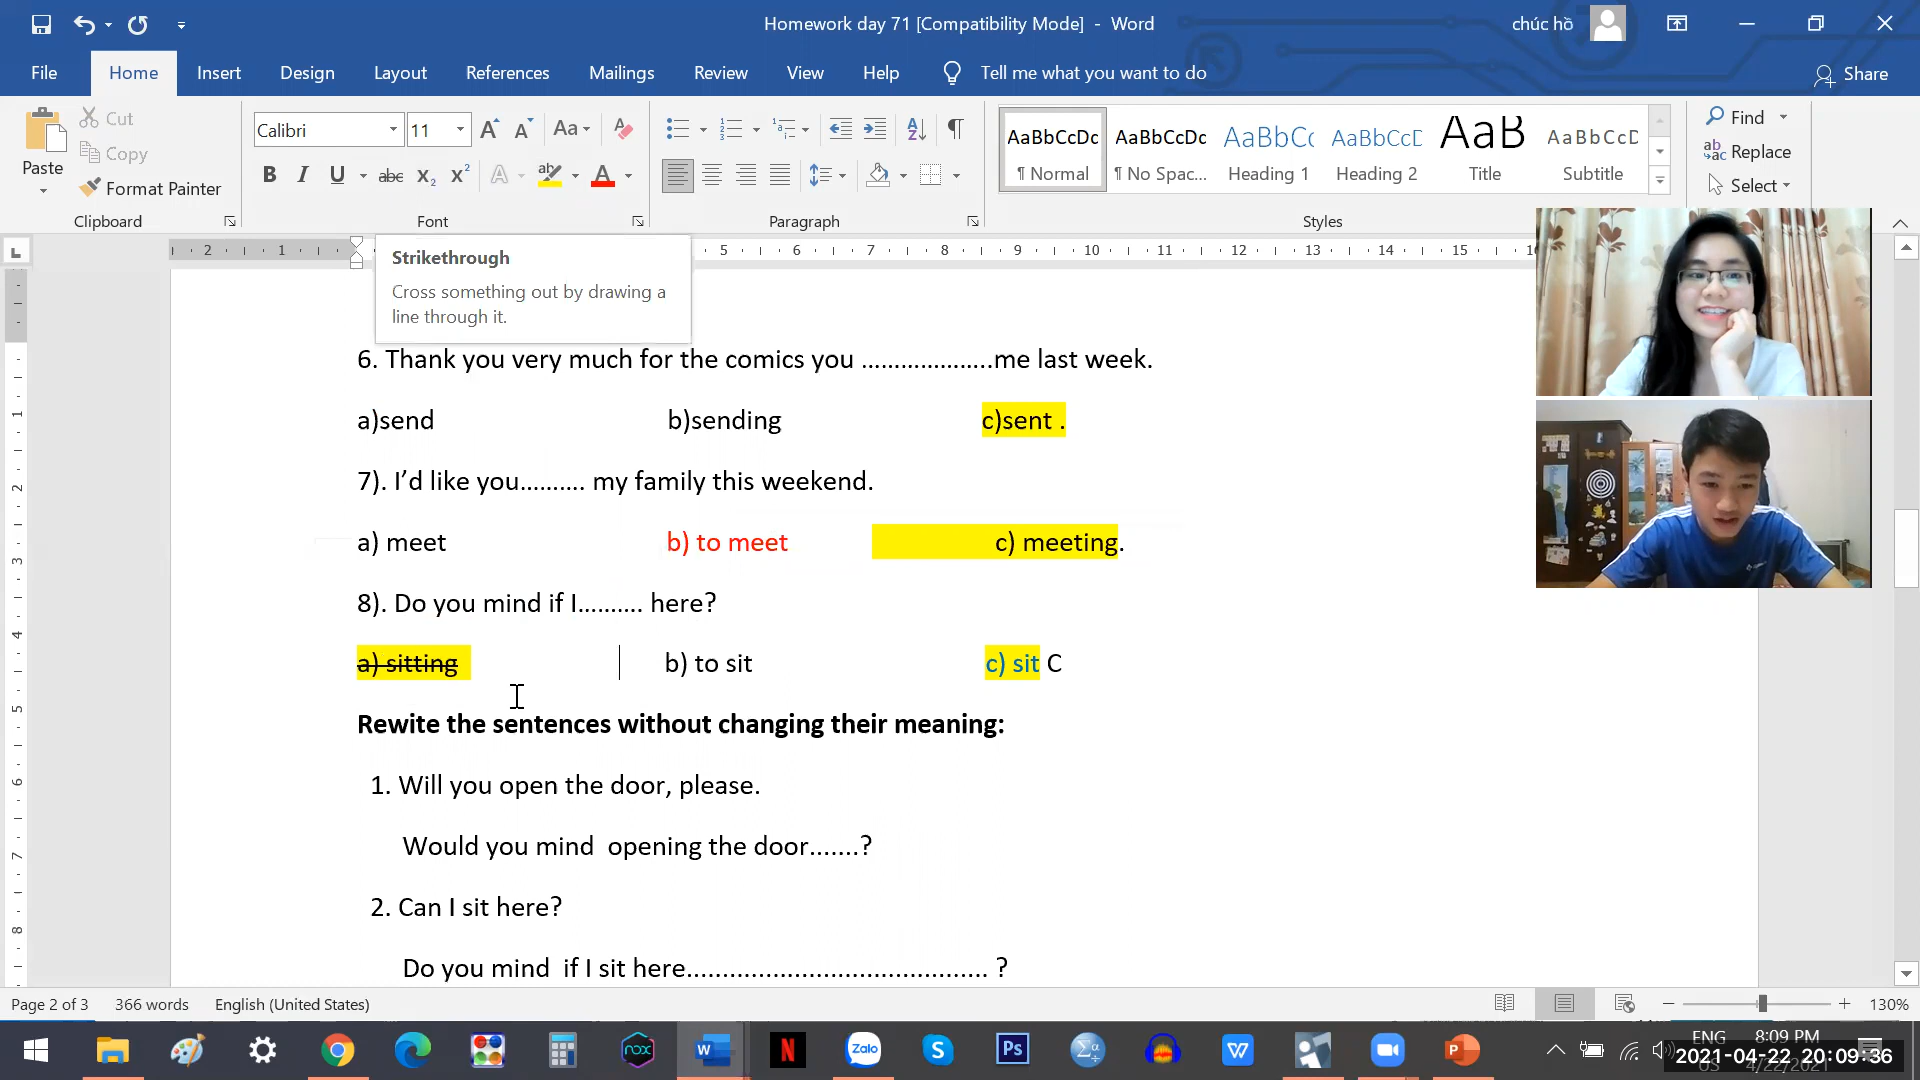 Homework day 71 [Compatibility Mode] - Word
chúc hồ
File Home Insert Design Layout References Mailings Review View Help Tell me what you want to do Share
Paste
Cut
Copy
Format Painter
Clipboard
Calibri 11
Font
Paragraph
AaBbCcDc AaBbCcDc AaBbCc AaBbCcD AaB AaBbCcD
¶ Normal ¶ No Spac... Heading 1 Heading 2 Title Subtitle
Styles
Find
Replace
Select
Strikethrough
Cross something out by drawing a
line through it.
6. Thank you very much for the comics you ………………..me last week.
a)send b)sending c)sent .
7). I’d like you.......... my family this weekend.
a) meet b) to meet c) meeting.
8). Do you mind if I.......... here?
a) sitting b) to sit c) sit C
Rewite the sentences without changing their meaning:
1. Will you open the door, please.
Would you mind  opening the door.......?
2. Can I sit here?
Do you mind  if I sit here.......................................... ?
Page 2 of 3 366 words English (United States) 130%
ENG 8:09 PM
2021-04-22 20:09:36